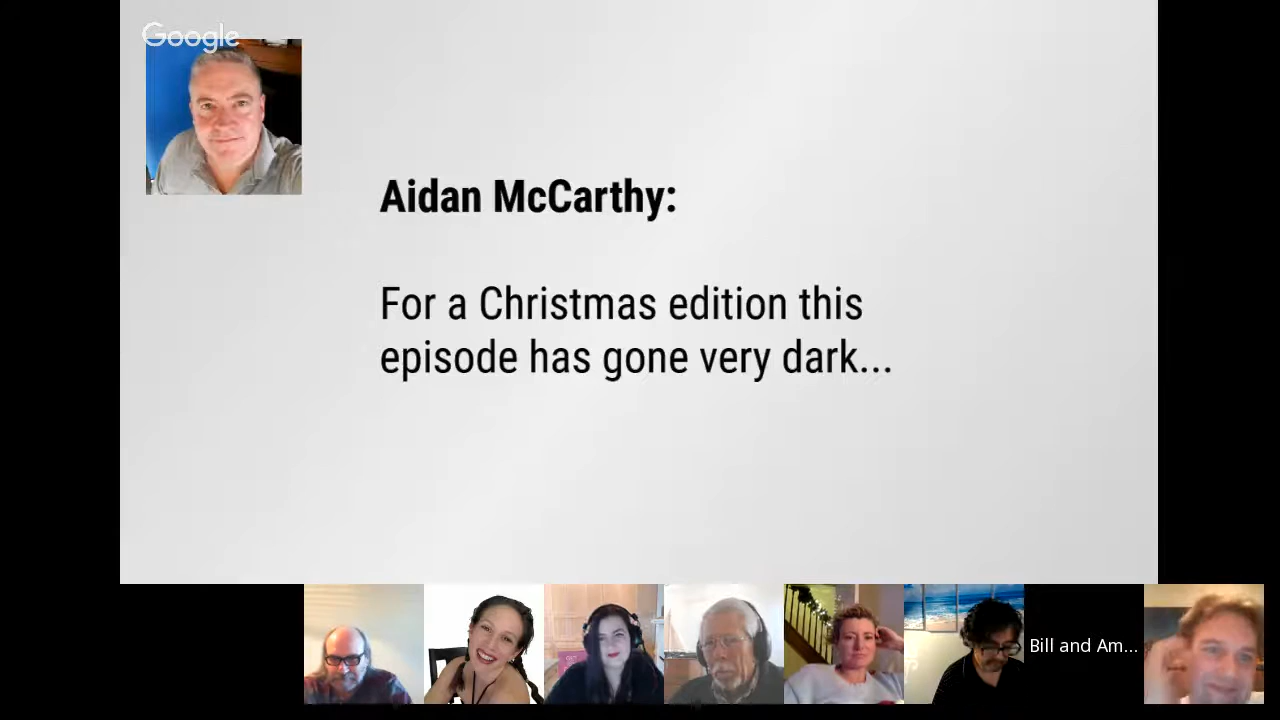 Google
Aidan McCarthy:
For a Christmas edition this
episode has gone very dark...
Bill and Am...